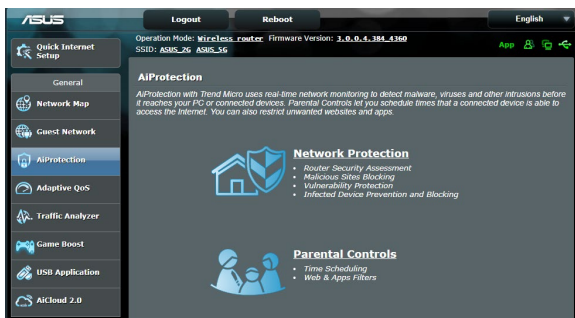 ASUS
Logout
Reboot
English
Quick Internet
Setup
Operation Mode: Wireless router Firmware Version: 3.0.0.4.384_4360
SSID: ASUS_2G ASUS_5G
App
General
Network Map
Guest Network
AiProtection
Adaptive QoS
Traffic Analyzer
Game Boost
USB Application
AiCloud 2.0
AiProtection
AiProtection with Trend Micro uses real-time network monitoring to detect malware, viruses and other intrusions before
it reaches your PC or connected devices. Parental Controls let you schedule times that a connected device is able to
access the Internet. You can also restrict unwanted websites and apps.
Network Protection
• Router Security Assessment
• Malicious Sites Blocking
• Vulnerability Protection
• Infected Device Prevention and Blocking
Parental Controls
• Time Scheduling
• Web & Apps Filters